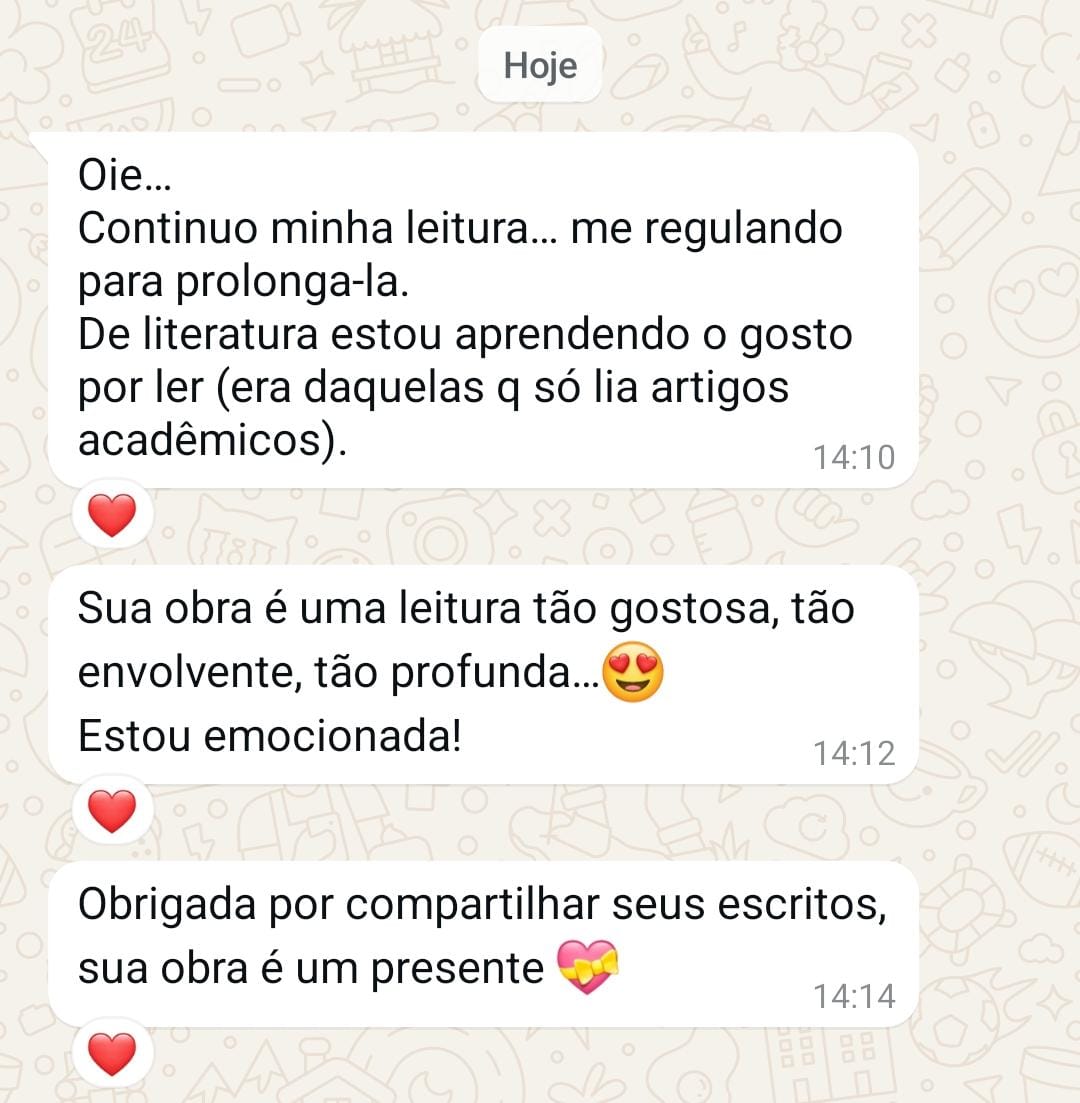 Hoje
Oie...
Continuo minha leitura... me regulando
para prolonga-la.
De literatura estou aprendendo o gosto
por ler (era daquelas q só lia artigos
acadêmicos).
14:10
❤️
Sua obra é uma leitura tão gostosa, tão
envolvente, tão profunda...😍
Estou emocionada!
14:12
❤️
Obrigada por compartilhar seus escritos,
sua obra é um presente 💝
14:14
❤️